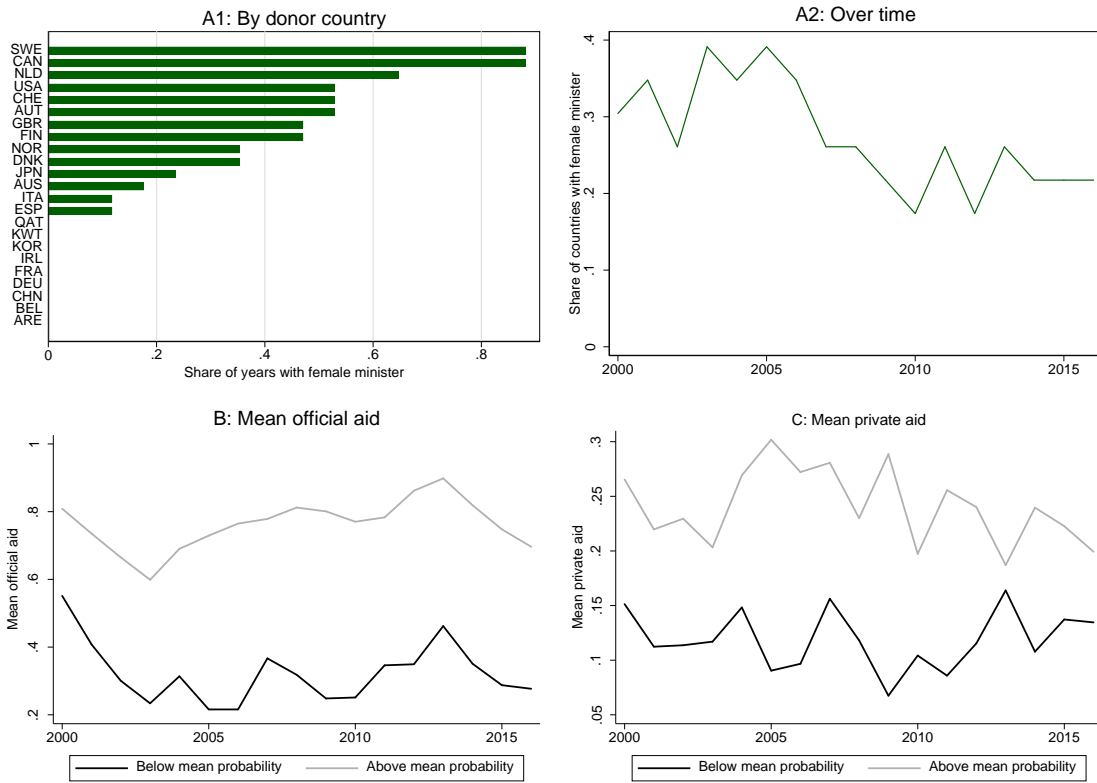 A1: By donor country
SWE
CAN
NLD
USA
CHE
AUT
GBR
FIN
NOR
DNK
JPN
AUS
ITA
ESP
QAT
KWT
KOR
IRL
FRA
DEU
CHN
BEL
ARE
0 .2 .4 .6 .8
Share of years with female minister
A2: Over time
Share of countries with female minister
.4
.3
.2
.1
0
2000 2005 2010 2015
B: Mean official aid
Mean official aid
1
.8
.6
.4
.2
2000 2005 2010 2015
Below mean probability Above mean probability
C: Mean private aid
Mean private aid
.3
.25
.2
.15
.1
.05
2000 2005 2010 2015
Below mean probability Above mean probability